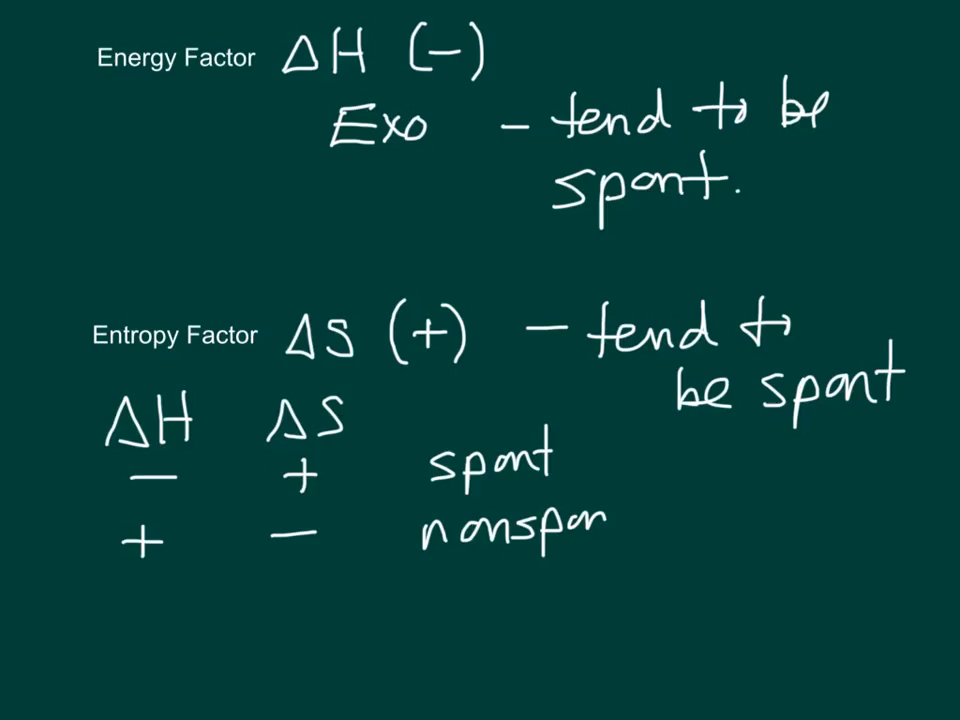 Energy Factor ΔH (-)
Exo - tend to be
spont.
Entropy Factor ΔS (+) - tend to
be spont
ΔH ΔS
- + spont
+ - nonspon